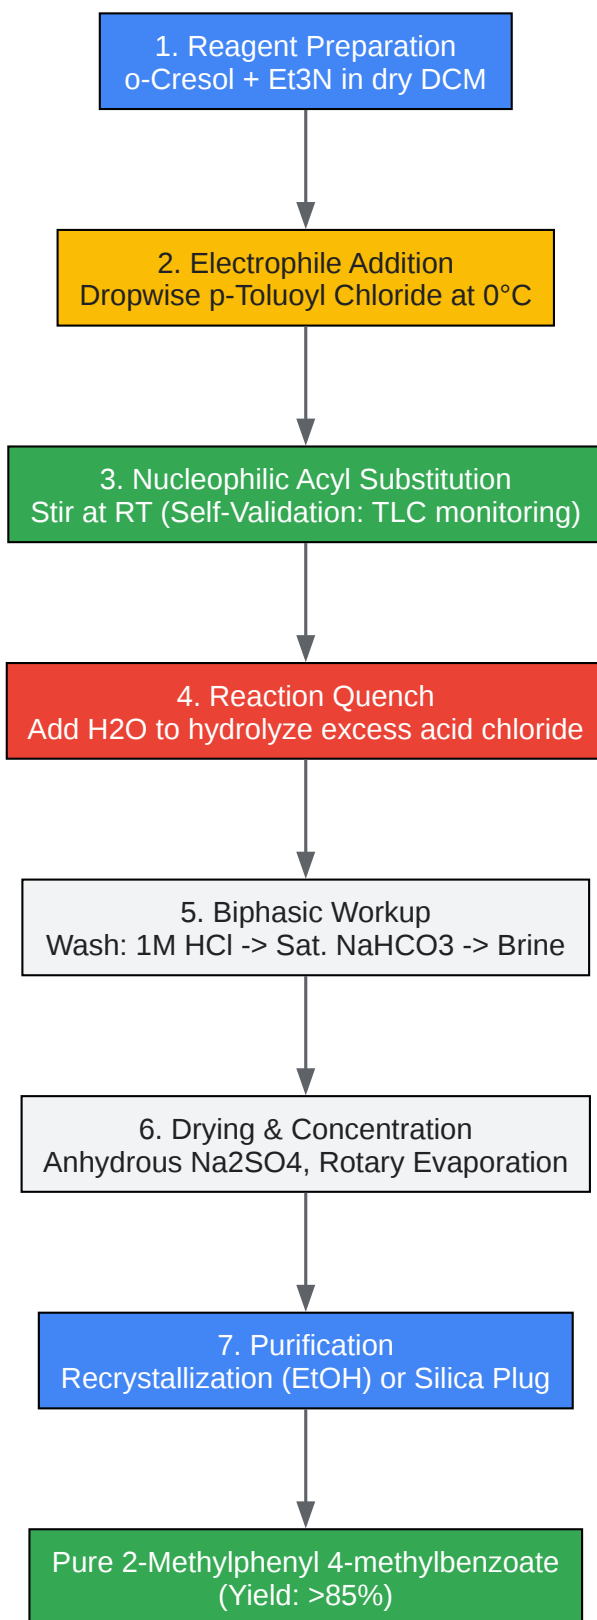 1. Reagent Preparation
o-Cresol + Et3N in dry DCM
2. Electrophile Addition
Dropwise p-Toluoyl Chloride at 0°C
3. Nucleophilic Acyl Substitution
Stir at RT (Self-Validation: TLC monitoring)
4. Reaction Quench
Add H2O to hydrolyze excess acid chloride
5. Biphasic Workup
Wash: 1M HCl -> Sat. NaHCO3 -> Brine
6. Drying & Concentration
Anhydrous Na2SO4, Rotary Evaporation
7. Purification
Recrystallization (EtOH) or Silica Plug
Pure 2-Methylphenyl 4-methylbenzoate
(Yield: >85%)